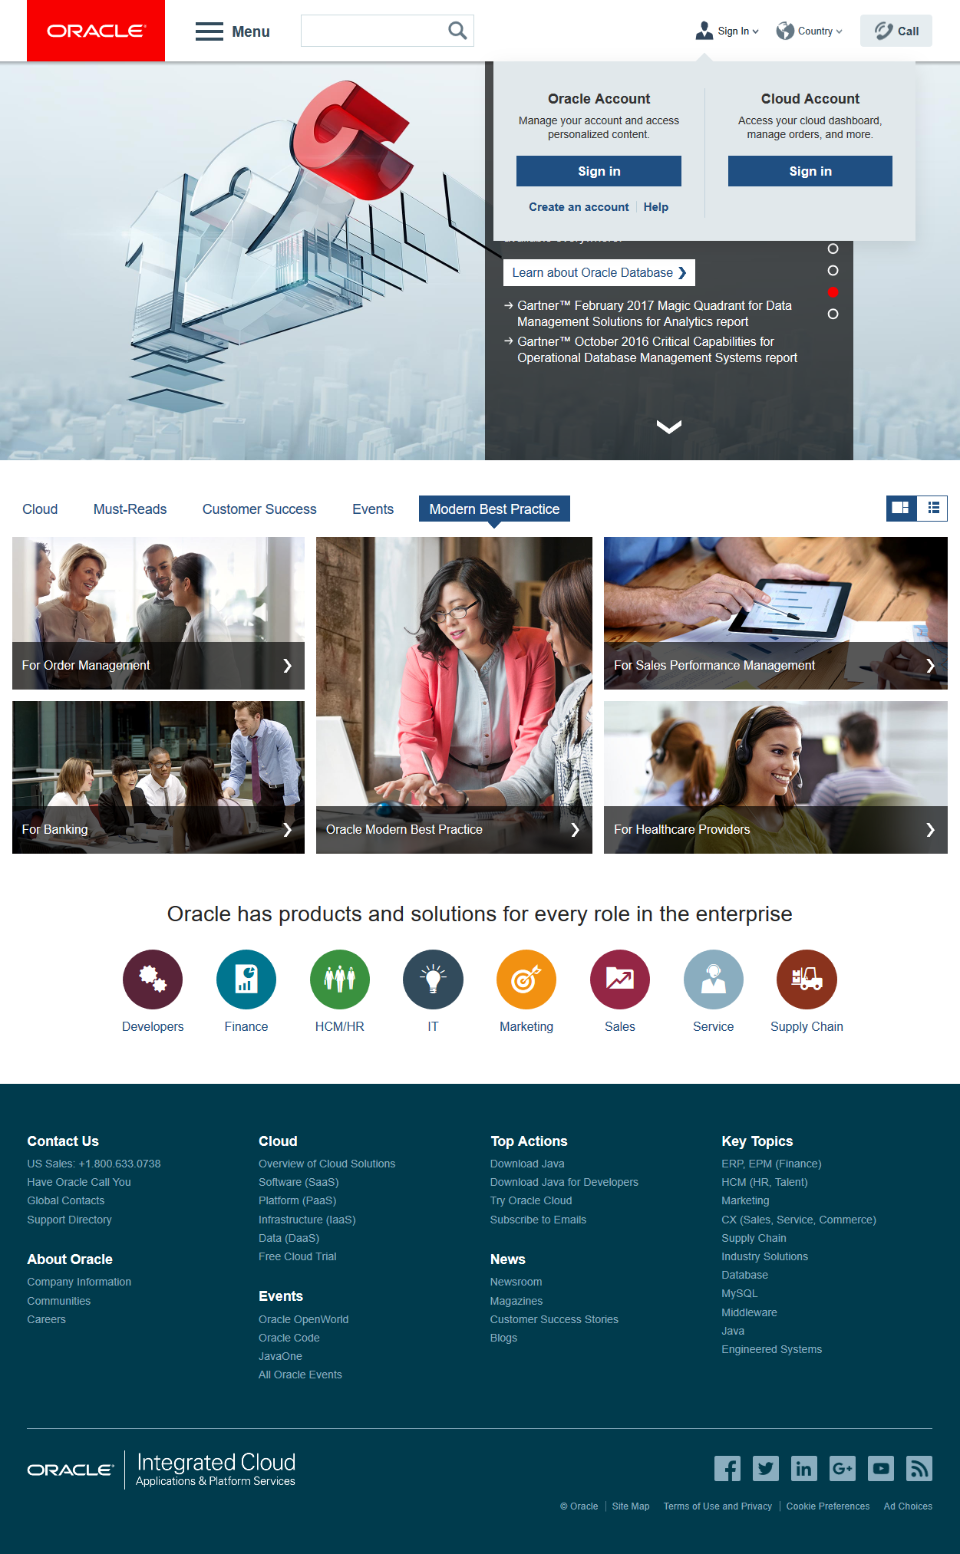 ORACLE
Menu
Sign In
Country
Call
Oracle Account
Manage your account and access
personalized content.
Sign in
Create an account
Help
Cloud Account
Access your cloud dashboard,
manage orders, and more.
Sign in
12c
Learn about Oracle Database
Gartner™ February 2017 Magic Quadrant for Data
Management Solutions for Analytics report
Gartner™ October 2016 Critical Capabilities for
Operational Database Management Systems report
Cloud
Must-Reads
Customer Success
Events
Modern Best Practice
For Order Management
For Banking
Oracle Modern Best Practice
For Sales Performance Management
For Healthcare Providers
Oracle has products and solutions for every role in the enterprise
Developers
Finance
HCM/HR
IT
Marketing
Sales
Service
Supply Chain
Contact Us
US Sales: +1.800.633.0738
Have Oracle Call You
Global Contacts
Support Directory
About Oracle
Company Information
Communities
Careers
Cloud
Overview of Cloud Solutions
Software (SaaS)
Platform (PaaS)
Infrastructure (IaaS)
Data (DaaS)
Free Cloud Trial
Events
Oracle OpenWorld
Oracle Code
JavaOne
All Oracle Events
Top Actions
Download Java
Download Java for Developers
Try Oracle Cloud
Subscribe to Emails
News
Newsroom
Magazines
Customer Success Stories
Blogs
Key Topics
ERP, EPM (Finance)
HCM (HR, Talent)
Marketing
CX (Sales, Service, Commerce)
Supply Chain
Industry Solutions
Database
MySQL
Middleware
Java
Engineered Systems
ORACLE
Integrated Cloud
Applications & Platform Services
© Oracle
Site Map
Terms of Use and Privacy
Cookie Preferences
Ad Choices